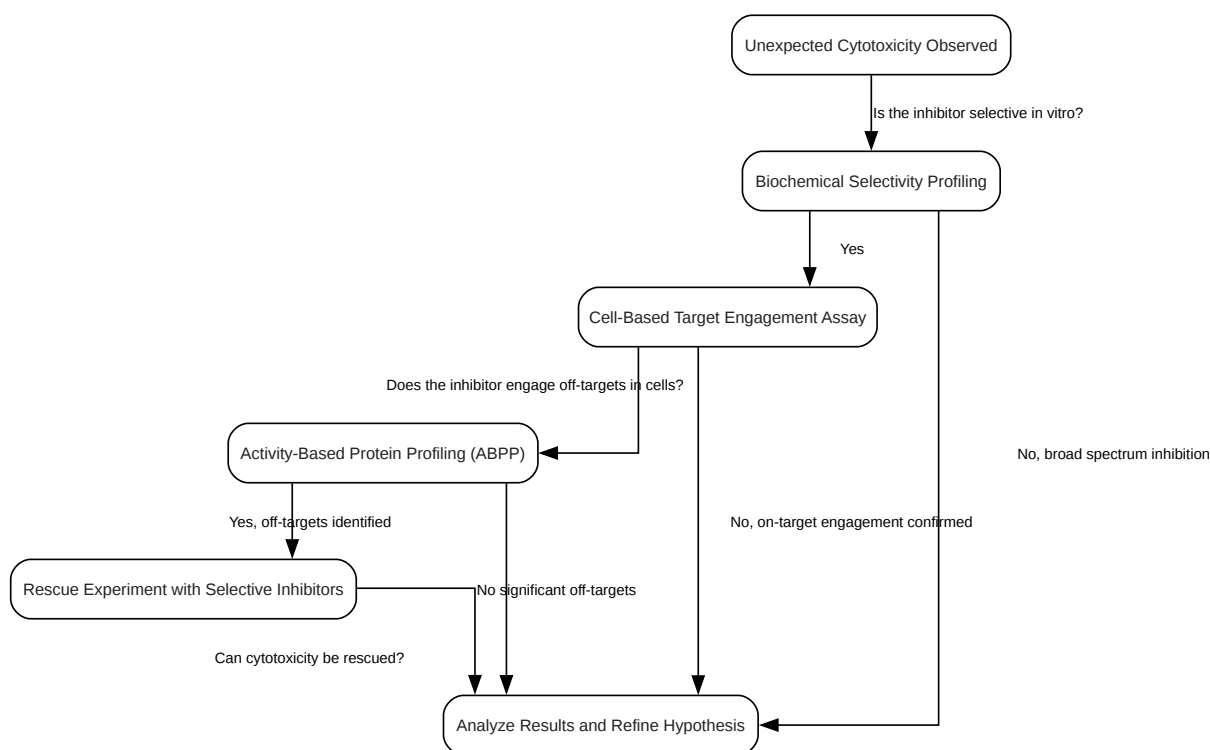 Unexpected Cytotoxicity Observed
Is the inhibitor selective in vitro?
Biochemical Selectivity Profiling
Yes
Cell-Based Target Engagement Assay
Does the inhibitor engage off-targets in cells?
Activity-Based Protein Profiling (ABPP)
No, broad spectrum inhibition
Yes, off-targets identified
No, on-target engagement confirmed
Rescue Experiment with Selective Inhibitors
No significant off-targets
Can cytotoxicity be rescued?
Analyze Results and Refine Hypothesis